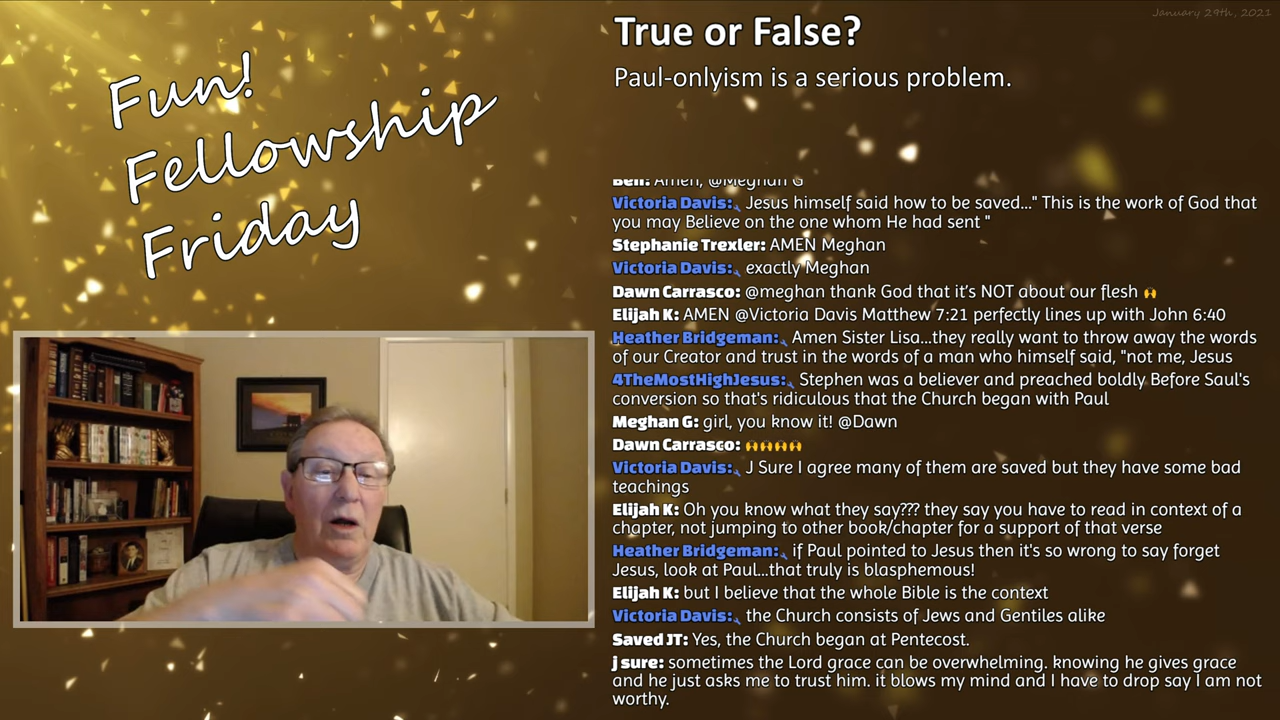 January 29th, 2021
Fun!
Fellowship
Friday
True or False?
Paul-onlyism is a serious problem.
Ben: Amen, @Meghan G
Victoria Davis: Jesus himself said how to be saved..." This is the work of God that
you may Believe on the one whom He had sent "
Stephanie Trexler: AMEN Meghan
Victoria Davis: exactly Meghan
Dawn Carrasco: @meghan thank God that it's NOT about our flesh 🙌
Elijah K: AMEN @Victoria Davis Matthew 7:21 perfectly lines up with John 6:40
Heather Bridgeman: Amen Sister Lisa...they really want to throw away the words
of our Creator and trust in the words of a man who himself said, "not me, Jesus
4TheMostHighJesus: Stephen was a believer and preached boldly Before Saul's
conversion so that's ridiculous that the Church began with Paul
Meghan G: girl, you know it! @Dawn
Dawn Carrasco: 🙌🙌🙌🙌
Victoria Davis: J Sure I agree many of them are saved but they have some bad
teachings
Elijah K: Oh you know what they say??? they say you have to read in context of a
chapter, not jumping to other book/chapter for a support of that verse
Heather Bridgeman: if Paul pointed to Jesus then it's so wrong to say forget
Jesus, look at Paul...that truly is blasphemous!
Elijah K: but I believe that the whole Bible is the context
Victoria Davis: the Church consists of Jews and Gentiles alike
Saved JT: Yes, the Church began at Pentecost.
j sure: sometimes the Lord grace can be overwhelming. knowing he gives grace
and he just asks me to trust him. it blows my mind and I have to drop say I am not
worthy.